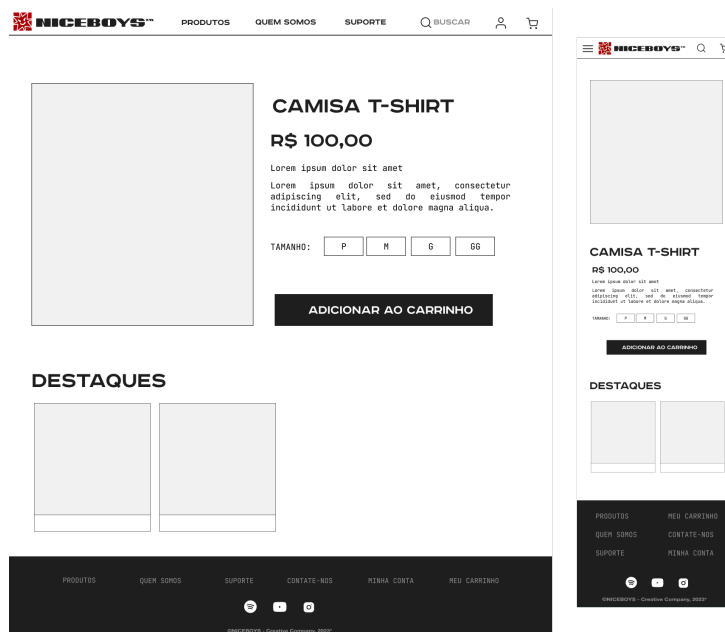 NICEBOYS™ PRODUTOS QUEM SOMOS SUPORTE BUSCAR
CAMISA T-SHIRT
R$ 100,00
Lorem ipsum dolor sit amet
Lorem ipsum dolor sit amet, consectetur
adipiscing elit, sed do eiusmod tempor
incididunt ut labore et dolore magna aliqua.
TAMANHO: P M G GG
ADICIONAR AO CARRINHO
DESTAQUES
PRODUTOS QUEM SOMOS SUPORTE CONTATE-NOS MINHA CONTA MEU CARRINHO
©NICEBOYS - Creative Company, 2023°
NICEBOYS™
CAMISA T-SHIRT
R$ 100,00
Lorem ipsum dolor sit amet
Lorem ipsum dolor sit amet, consectetur
adipiscing elit, sed do eiusmod tempor
incididunt ut labore et dolore magna aliqua.
TAMANHO: P M G GG
ADICIONAR AO CARRINHO
DESTAQUES
PRODUTOS MEU CARRINHO
QUEM SOMOS CONTATE-NOS
SUPORTE MINHA CONTA
©NICEBOYS - Creative Company, 2023°